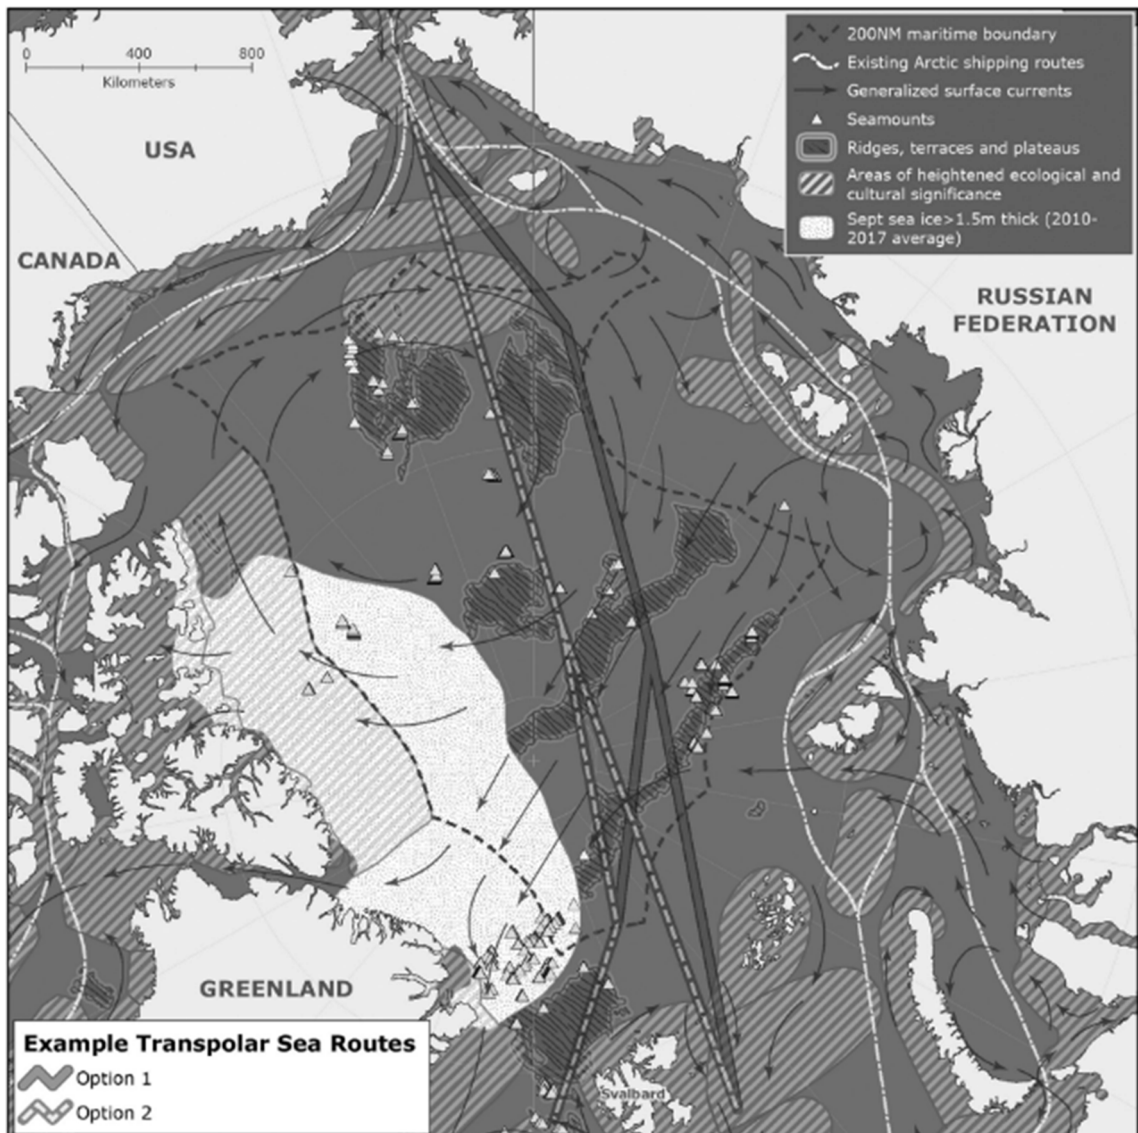 0 400 800
Kilometers
USA
CANADA
RUSSIAN
FEDERATION
GREENLAND
Svalbard
200NM maritime boundary
Existing Arctic shipping routes
Generalized surface currents
Seamounts
Ridges, terraces and plateaus
Areas of heightened ecological and
cultural significance
Sept sea ice>1.5m thick (2010-
2017 average)
Example Transpolar Sea Routes
Option 1
Option 2